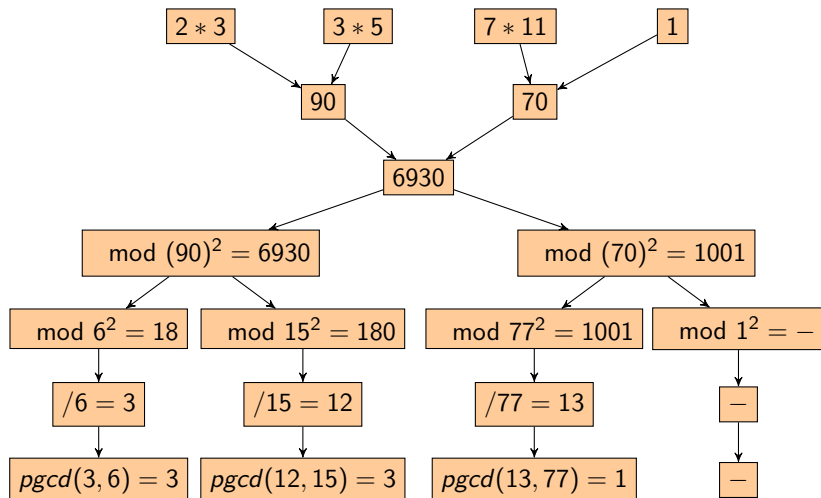 2 ∗ 3
3 ∗ 5
7 ∗ 11
1
90
70
6930
mod (90)² = 6930
mod (70)² = 1001
mod 6² = 18
mod 15² = 180
mod 77² = 1001
mod 1² = −
/6 = 3
/15 = 12
/77 = 13
−
pgcd(3, 6) = 3
pgcd(12, 15) = 3
pgcd(13, 77) = 1
−